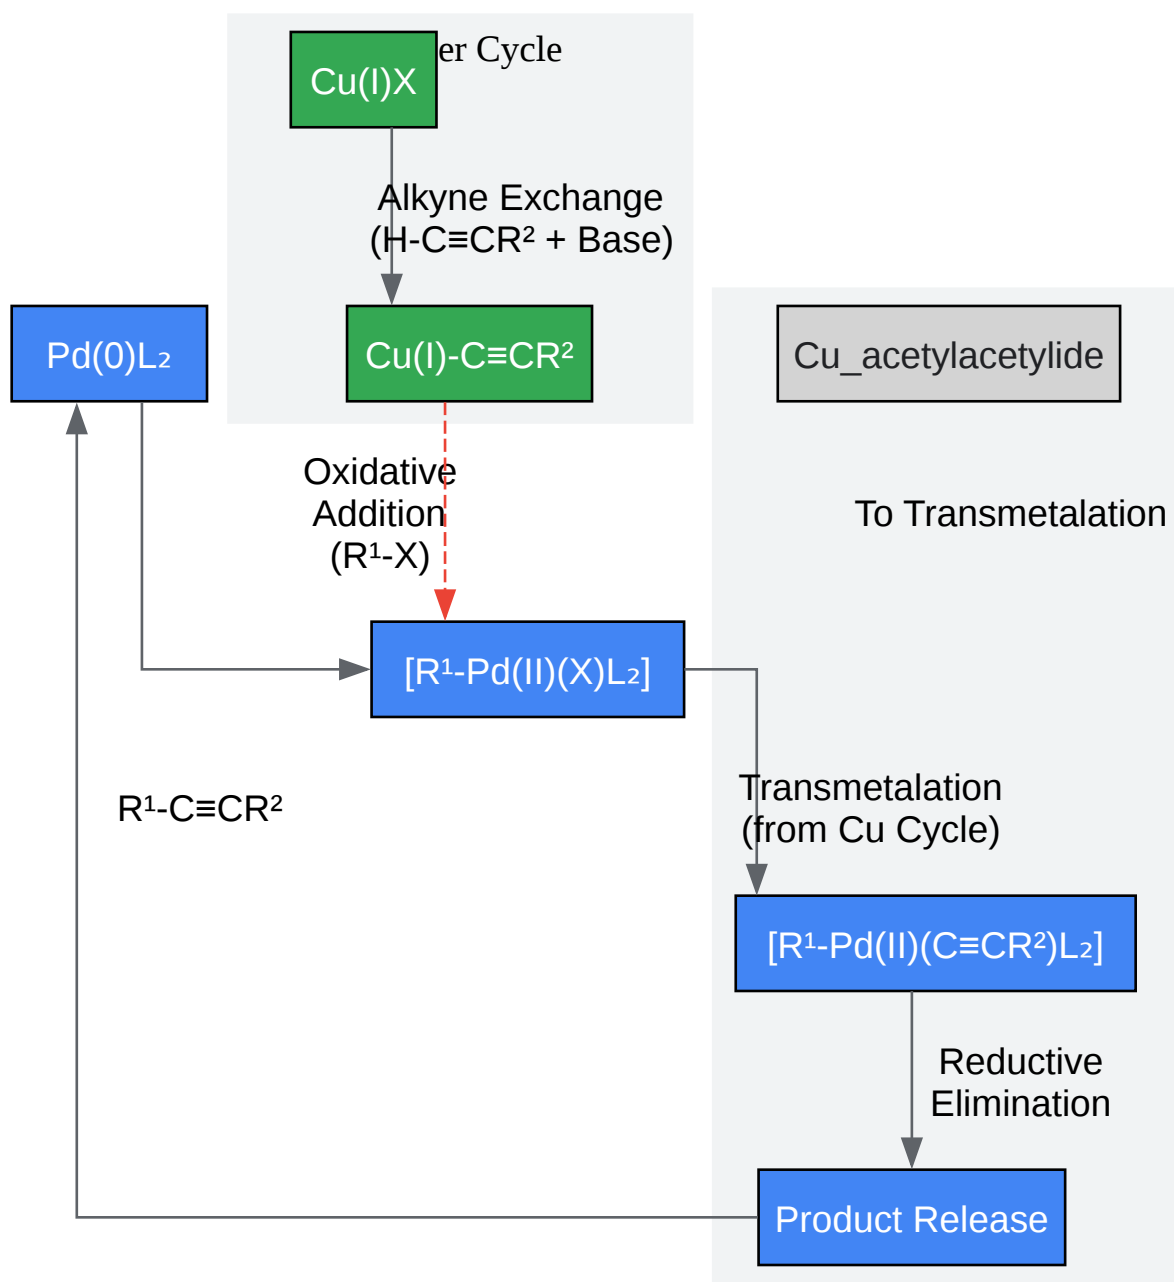 er Cycle
Cu(I)X
Alkyne Exchange
(H-C≡CR² + Base)
Pd(0)L₂
Cu(I)-C≡CR²
Cu_acetylacetylide
Oxidative
Addition
(R¹-X)
To Transmetalation
[R¹-Pd(II)(X)L₂]
Transmetalation
(from Cu Cycle)
R¹-C≡CR²
[R¹-Pd(II)(C≡CR²)L₂]
Reductive
Elimination
Product Release